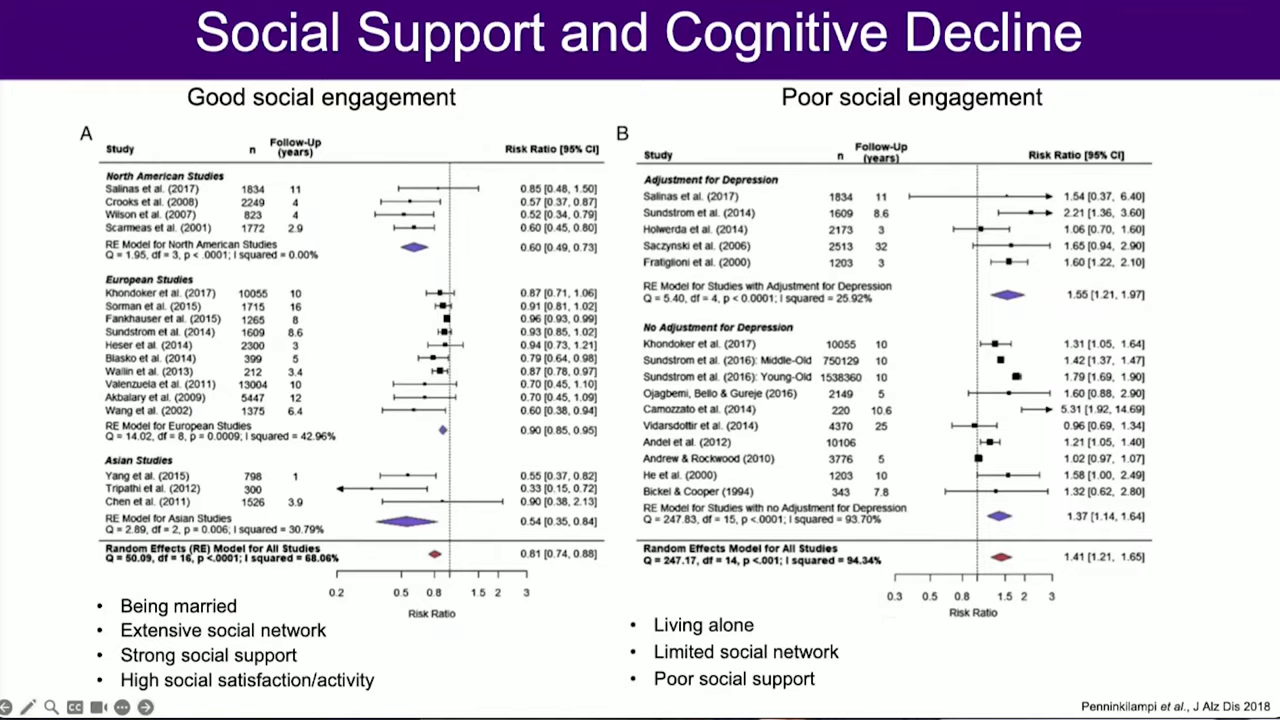 Social Support and Cognitive Decline
Good social engagement
A
Study n Follow-Up (years) Risk Ratio [95% CI]
North American Studies
Salinas et al. (2017) 1834 11 0.85 [0.48, 1.50]
Crooks et al. (2008) 2249 4 0.57 [0.37, 0.87]
Wilson et al. (2007) 823 4 0.52 [0.34, 0.79]
Scarmeas et al. (2001) 1772 2.9 0.60 [0.45, 0.80]
RE Model for North American Studies 0.60 [0.49, 0.73]
Q = 1.95, df = 3, p < .0001; I squared = 0.00%
European Studies
Khondoker et al. (2017) 10055 10 0.87 [0.71, 1.06]
Sorman et al. (2015) 1715 16 0.91 [0.81, 1.02]
Fankhauser et al. (2015) 1265 8 0.96 [0.93, 0.99]
Sundstrom et al. (2014) 1609 8.6 0.93 [0.85, 1.02]
Heser et al. (2014) 2300 3 0.94 [0.73, 1.21]
Blasko et al. (2014) 399 5 0.79 [0.64, 0.98]
Wallin et al. (2013) 212 3.4 0.87 [0.78, 0.97]
Valenzuela et al. (2011) 13004 10 0.70 [0.45, 1.10]
Akbalary et al. (2009) 5447 12 0.70 [0.45, 1.09]
Wang et al. (2002) 1375 6.4 0.60 [0.38, 0.94]
RE Model for European Studies 0.90 [0.85, 0.95]
Q = 14.02, df = 8, p = 0.0009; I squared = 42.96%
Asian Studies
Yang et al. (2015) 798 1 0.55 [0.37, 0.82]
Tripathi et al. (2012) 300 0.33 [0.15, 0.72]
Chen et al. (2011) 1526 3.9 0.90 [0.38, 2.13]
RE Model for Asian Studies 0.54 [0.35, 0.84]
Q = 2.89, df = 2, p = 0.006, I squared = 30.79%
Random Effects (RE) Model for All Studies 0.81 [0.74, 0.88]
Q = 50.09, df = 16, p <.0001; I squared = 68.06%
0.2 0.5 0.8 1.5 2 3
Risk Ratio
• Being married
• Extensive social network
• Strong social support
• High social satisfaction/activity
Poor social engagement
B
Study n Follow-Up (years) Risk Ratio [95% CI]
Adjustment for Depression
Salinas et al. (2017) 1834 11 1.54 [0.37, 6.40]
Sundstrom et al. (2014) 1609 8.6 2.21 [1.36, 3.60]
Holwerda et al. (2014) 2173 3 1.06 [0.70, 1.60]
Saczynski et al. (2006) 2513 32 1.65 [0.94, 2.90]
Fratiglioni et al. (2000) 1203 3 1.60 [1.22, 2.10]
RE Model for Studies with Adjustment for Depression 1.55 [1.21, 1.97]
Q = 5.40, df = 4, p < 0.0001; I squared = 25.92%
No Adjustment for Depression
Khondoker et al. (2017) 10055 10 1.31 [1.05, 1.64]
Sundstrom et al. (2016): Middle-Old 750129 10 1.42 [1.37, 1.47]
Sundstrom et al. (2016): Young-Old 1538360 10 1.79 [1.69, 1.90]
Ojagbemi, Bello & Gureje (2016) 2149 5 1.60 [0.88, 2.90]
Camozzato et al. (2014) 220 10.6 5.31 [1.92, 14.69]
Vidarsdottir et al. (2014) 4370 25 0.96 [0.69, 1.34]
Andel et al. (2012) 10106 1.21 [1.05, 1.40]
Andrew & Rockwood (2010) 3776 5 1.02 [0.97, 1.07]
He et al. (2000) 1203 10 1.58 [1.00, 2.49]
Bickel & Cooper (1994) 343 7.8 1.32 [0.62, 2.80]
RE Model for Studies with no Adjustment for Depression 1.37 [1.14, 1.64]
Q = 247.83, df = 15, p <.0001; I squared = 93.70%
Random Effects Model for All Studies 1.41 [1.21, 1.65]
Q = 247.17, df = 14, p <.001; I squared = 94.34%
0.3 0.5 0.8 1.5 2 3
Risk Ratio
• Living alone
• Limited social network
• Poor social support
CC
Penninkilampi et al., J Alz Dis 2018